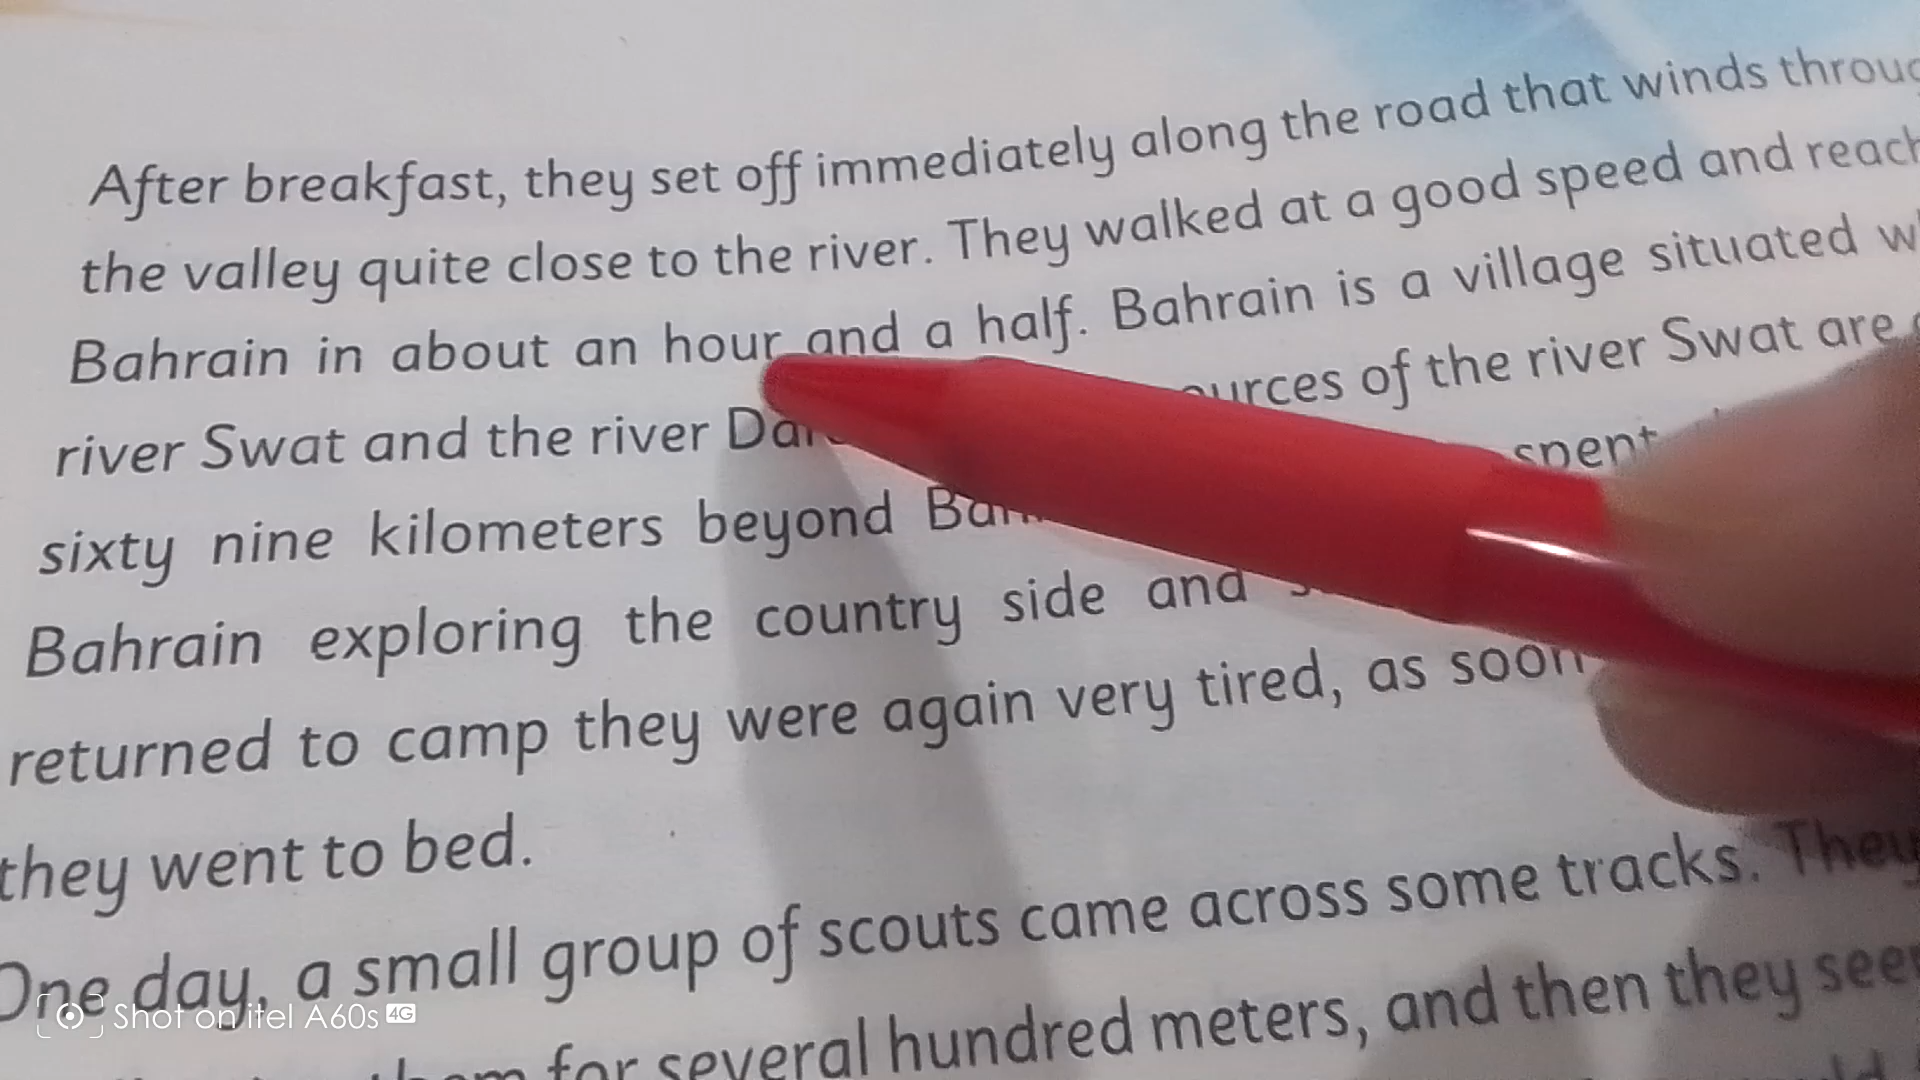 After breakfast, they set off immediately along the road that winds
the valley quite close to the river. They walked at a good speed and
Bahrain in about an hour and a half. Bahrain is a village situated
river Swat and the river of the river Swat are
sixty nine kilometers beyond spent
Bahrain exploring the country side and
returned to camp they were again very tired, as soon
they went to bed.
One day, a small group of scouts came across some tracks. They
for several hundred meters, and then they
Shot on itel A60s 4G